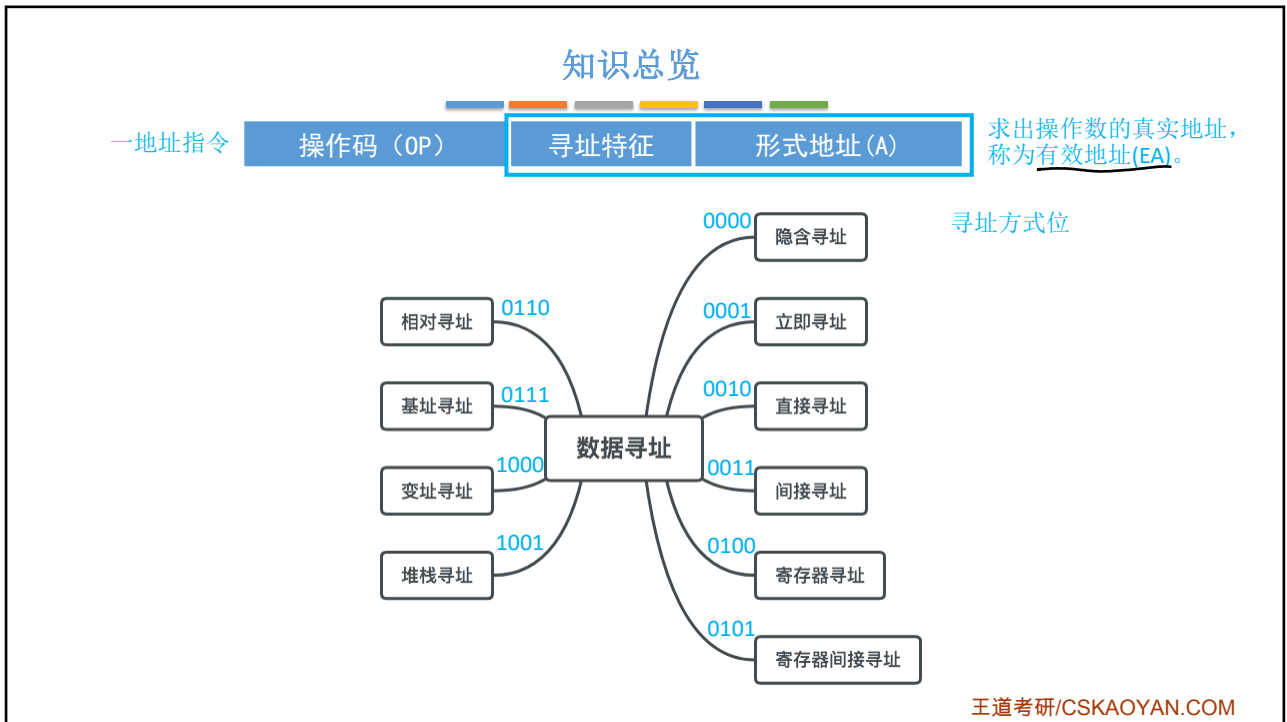 知识总览
一地址指令
操作码（OP）
寻址特征
形式地址(A)
求出操作数的真实地址，
称为有效地址(EA)。
寻址方式位
0000
隐含寻址
0001
立即寻址
0010
直接寻址
0011
间接寻址
0100
寄存器寻址
0101
寄存器间接寻址
0110
相对寻址
0111
基址寻址
1000
变址寻址
1001
堆栈寻址
数据寻址
王道考研/CSKAOYAN.COM